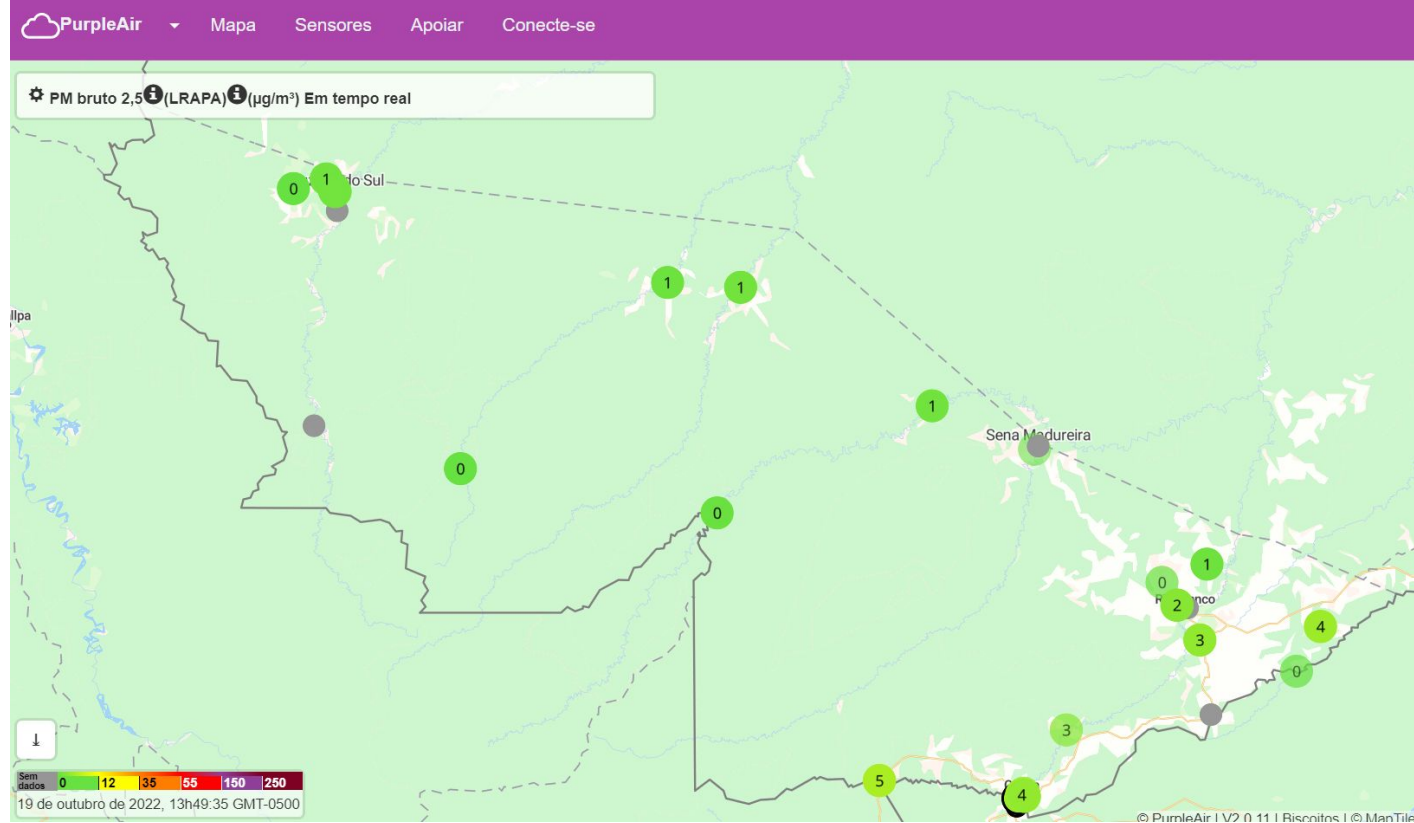 PurpleAir Mapa Sensores Apoiar Conecte-se
PM bruto 2,5 (LRAPA) (µg/m³) Em tempo real
0 1 do Sul
1 1
llpa
1
Sena Madureira
0
0
1
0
2 nco
3 4
0
3
5
4
Sem dados 0 12 35 55 150 250
19 de outubro de 2022, 13h49:35 GMT-0500
© PurpleAir | V2.0.11 | Biscoitos | © MapTile